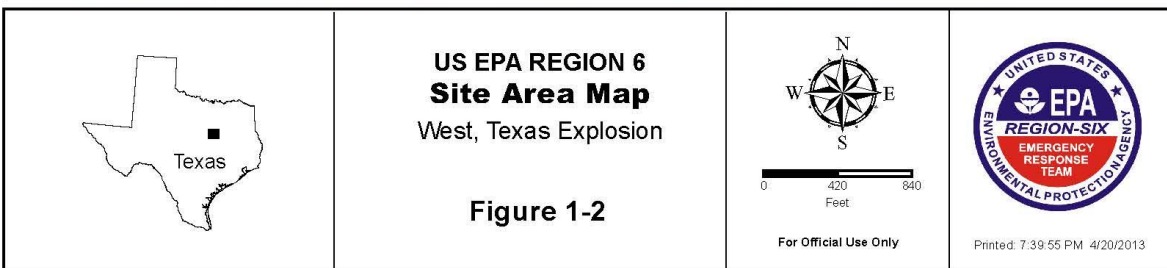 Texas
US EPA REGION 6
Site Area Map
West, Texas Explosion
Figure 1-2
N
W E
S
0 420 840
Feet
For Official Use Only
UNITED STATES
EPA
REGION-SIX
EMERGENCY
RESPONSE
TEAM
ENVIRONMENTAL PROTECTION AGENCY
Printed: 7:39:55 PM 4/20/2013